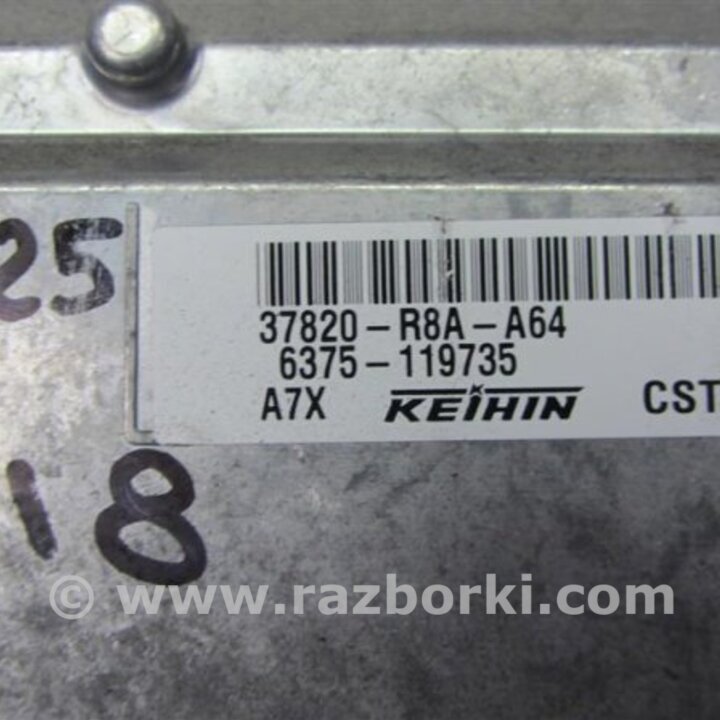 25
37820-R8A-A64
6375-119735
A7X KEIHIN CST
18
© www.razborki.com